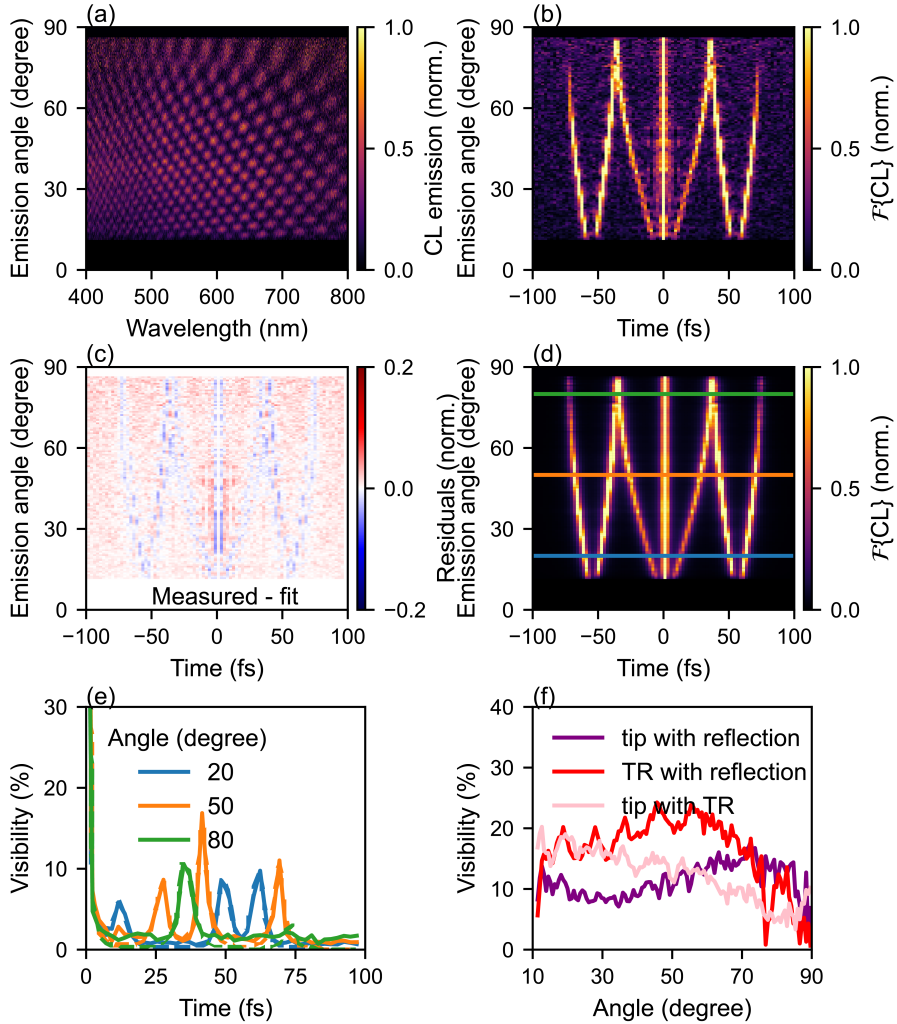 (a)
Emission angle (degree)
90
60
30
0
400
500
600
700
800
Wavelength (nm)
1.0
0.5
0.0
CL emission (norm.)
(b)
Emission angle (degree)
90
60
30
0
−100
−50
0
50
100
Time (fs)
1.0
0.5
0.0
ℱ{CL} (norm.)
(c)
Emission angle (degree)
90
60
30
0
Measured - fit
−100
−50
0
50
100
Time (fs)
0.2
0.0
−0.2
Residuals (norm.)
(d)
Emission angle (degree)
90
60
30
0
−100
−50
0
50
100
Time (fs)
1.0
0.5
0.0
ℱ{CL} (norm.)
(e)
Visibility (%)
30
20
10
0
Angle (degree)
20
50
80
0
25
50
75
100
Time (fs)
(f)
Visibility (%)
40
30
20
10
0
tip with reflection
TR with reflection
tip with TR
10
30
50
70
90
Angle (degree)